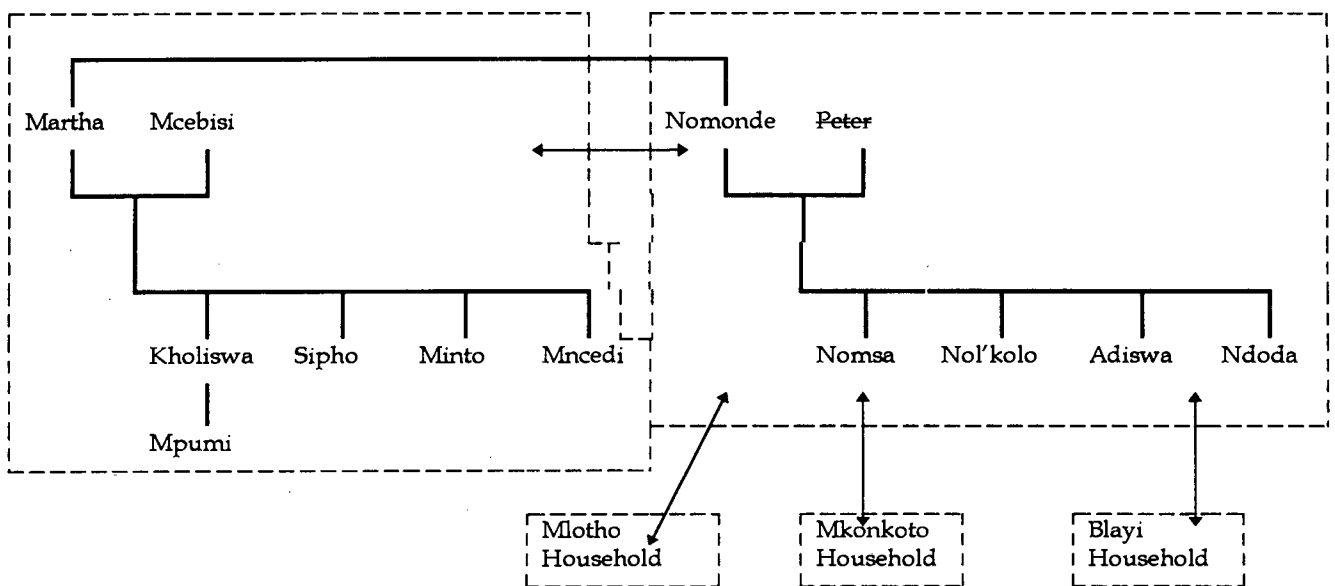 Martha Mcebisi Nomonde Peter
Kholiswa Sipho Minto Mncedi Nomsa Nol'kolo Adiswa Ndoda
Mpumi
Mlotho
Household
Mkonkoto
Household
Blayi
Household